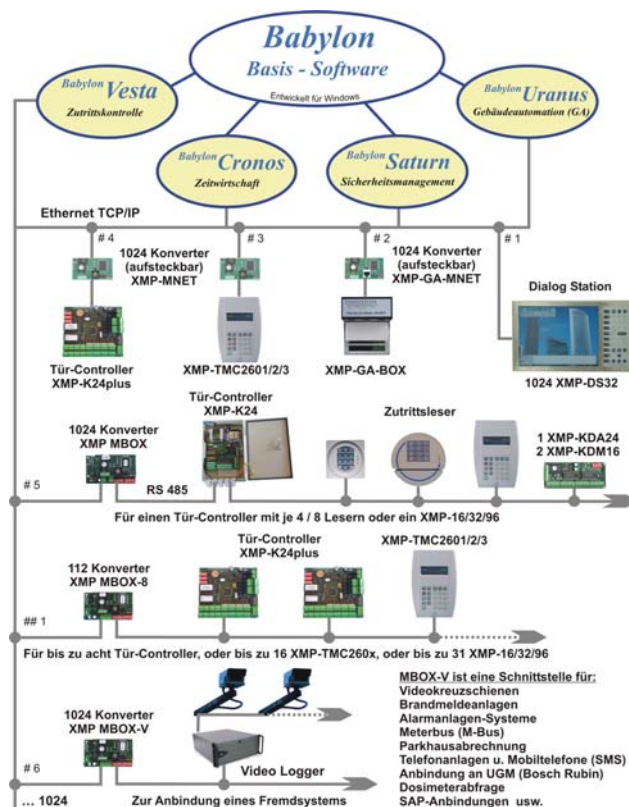 Babylon
Basis - Software
Entwickelt für Windows
Babylon Vesta
Zutrittskontrolle
Babylon Uranus
Gebäudeautomation (GA)
Babylon Cronos
Zeitwirtschaft
Babylon Saturn
Sicherheitsmanagement
Ethernet TCP/IP
# 4
# 3
# 2
# 1
1024 Konverter
(aufsteckbar)
XMP-MNET
1024 Konverter
(aufsteckbar)
XMP-GA-MNET
Dialog Station
Tür-Controller
XMP-K24plus
XMP-TMC2601/2/3
XMP-GA-BOX
1024 XMP-DS32
1024 Konverter
XMP MBOX
Tür-Controller
XMP-K24
Zutrittsleser
1 XMP-KDA24
2 XMP-KDM16
# 5
RS 485
Für einen Tür-Controller mit je 4 / 8 Lesern oder ein XMP-16/32/96
112 Konverter
XMP MBOX-8
Tür-Controller
XMP-K24plus
XMP-TMC2601/2/3
## 1
Für bis zu acht Tür-Controller, oder bis zu 16 XMP-TMC260x, oder bis zu 31 XMP-16/32/96
1024 Konverter
XMP MBOX-V
# 6
Video Logger
... 1024
Zur Anbindung eines Fremdsystems
MBOX-V ist eine Schnittstelle für:
Videokreuzschienen
Brandmeldeanlagen
Alarmanlagen-Systeme
Meterbus (M-Bus)
Parkhausabrechnung
Telefonanlagen u. Mobiltelefone (SMS)
Anbindung an UGM (Bosch Rubin)
Dosimeterabfrage
SAP-Anbindungen usw.